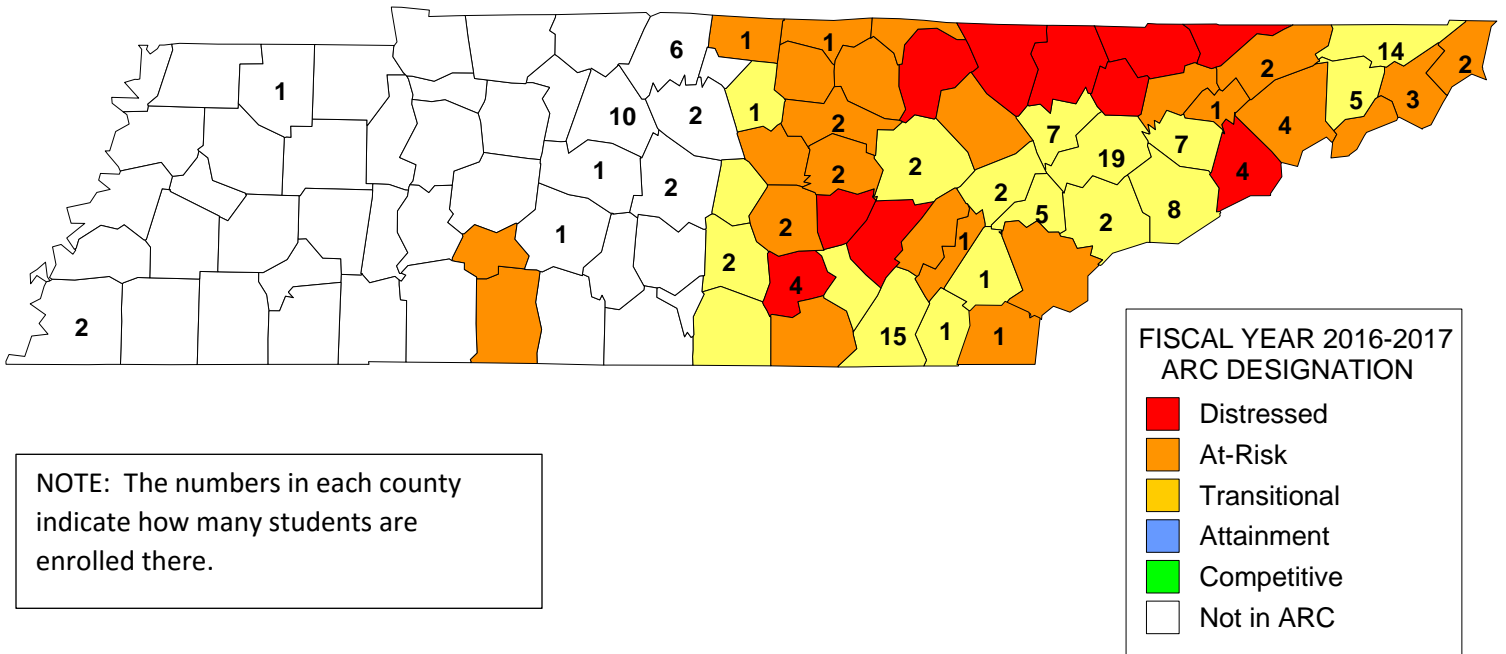 6 1 1 14 2
1 2 2
10 2 1 2 5 3
1 4
7
2 19 7
1 2 2 4
2 2
5 8
2 2
1 1
2
1
4
2 15 1 1
FISCAL YEAR 2016-2017
ARC DESIGNATION
Distressed
At-Risk
Transitional
Attainment
Competitive
Not in ARC
NOTE: The numbers in each county
indicate how many students are
enrolled there.